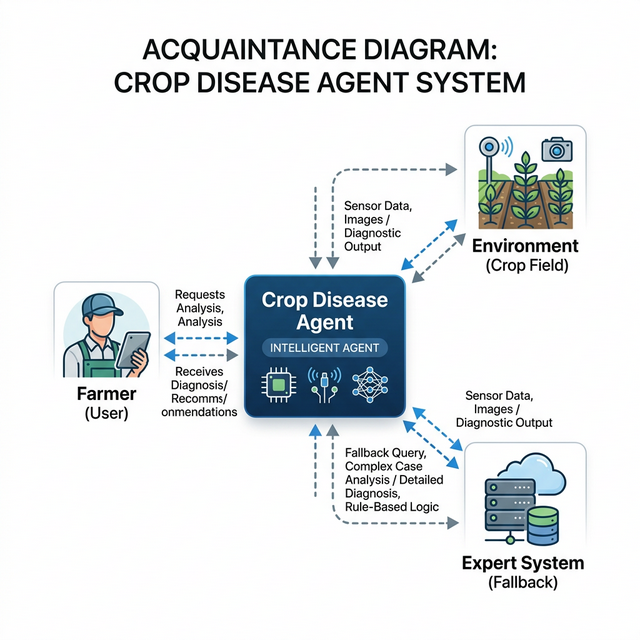 ACQUAINTANCE DIAGRAM:
CROP DISEASE AGENT SYSTEM
Sensor Data,
Images /
Diagnostic
Output
Environment
(Crop Field)
Requests
Analysis,
Analysis
Receives
Diagnosis/
Recomms/
onmendations
Farmer
(User)
Crop Disease
Agent
INTELLIGENT AGENT
Sensor Data,
Images /
Diagnostic Output
Fallback Query,
Complex Case
Analysis / Detailed
Diagnosis,
Rule-Based Logic
Expert System
(Fallback)